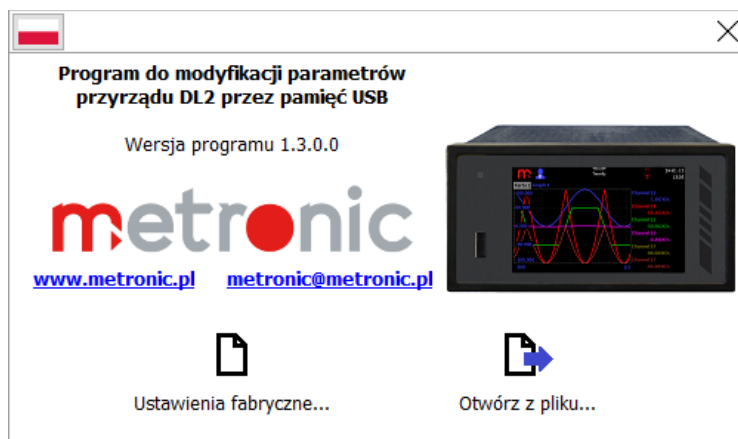 Program do modyfikacji parametrów
przyrządu DL2 przez pamięć USB
Wersja programu 1.3.0.0
metronic
www.metronic.pl metronic@metronic.pl
Ustawienia fabryczne...
Otwórz z pliku...